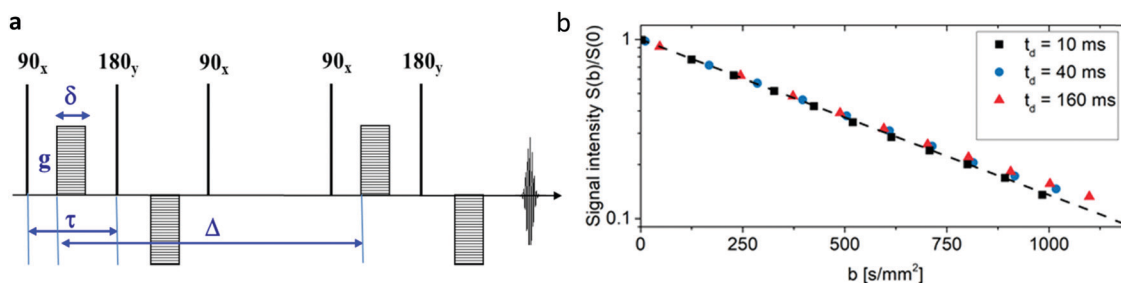 a
90x 180y 90x 90x 180y
δ
g
τ
Δ
b
Signal intensity S(b)/S(0)
1
0.1
td = 10 ms
td = 40 ms
td = 160 ms
0 250 500 750 1000
b [s/mm²]